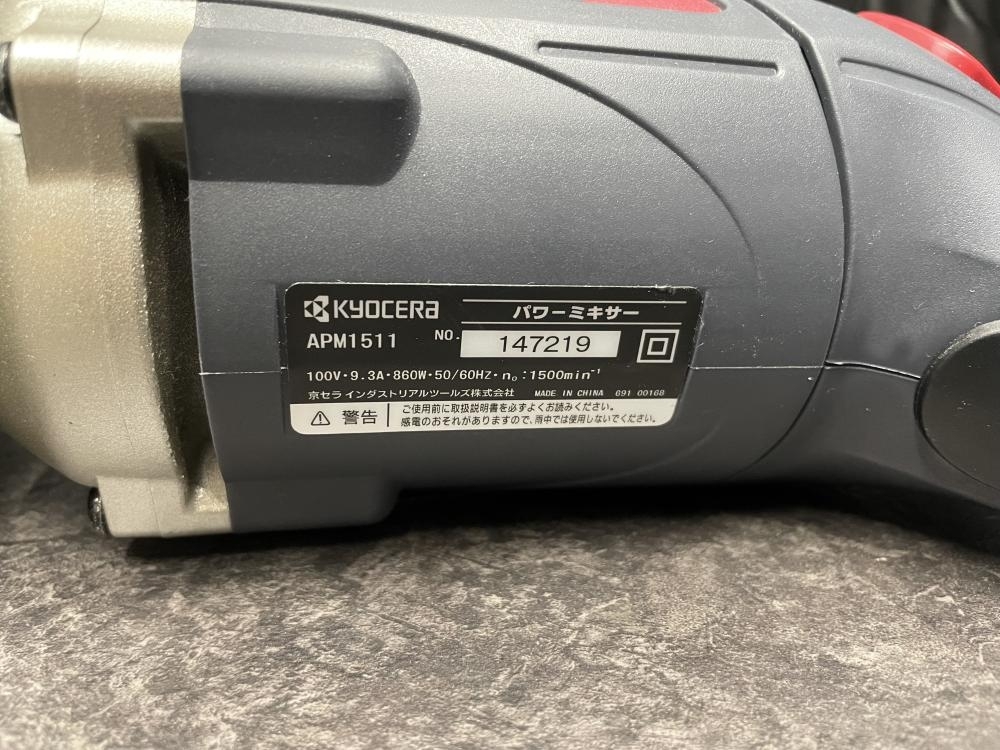 KYOCERA
パワーミキサー
APM1511 NO. 147219
100V・9.3A・860W・50/60Hz・n₀:1500min⁻¹
京セラ インダストリアルツールズ株式会社 MADE IN CHINA 691 00168
警告 ご使用前に取扱説明書を必ずよくお読みください。
感電のおそれがありますので、雨中では使用しないでください。